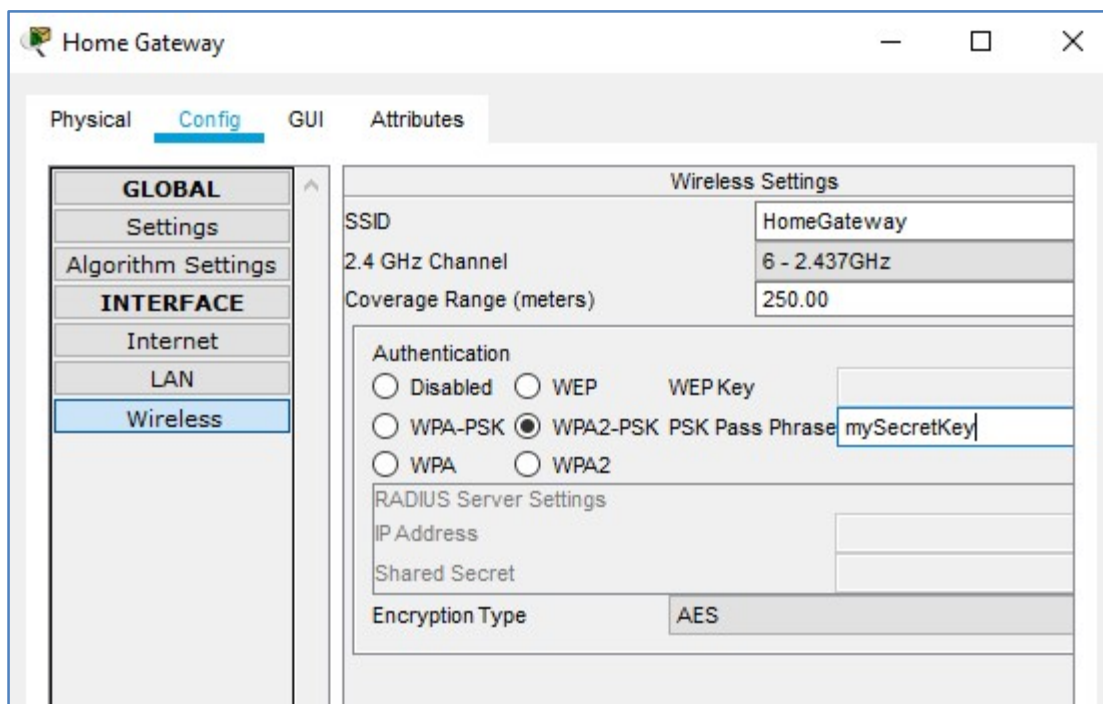 Home Gateway
Physical Config GUI Attributes
GLOBAL
Settings
Algorithm Settings
INTERFACE
Internet
LAN
Wireless
Wireless Settings
SSID HomeGateway
2.4 GHz Channel 6 - 2.437GHz
Coverage Range (meters) 250.00
Authentication
Disabled WEP WEP Key
WPA-PSK WPA2-PSK PSK Pass Phrase mySecretKey
WPA WPA2
RADIUS Server Settings
IP Address
Shared Secret
Encryption Type AES